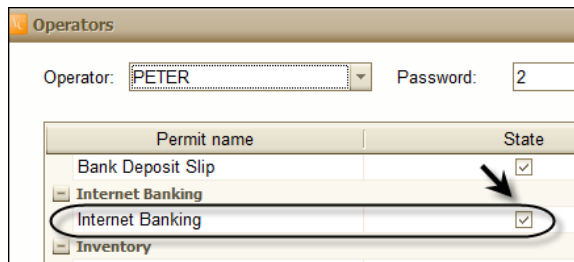 Operators
Operator: PETER Password: 2
Permit name State
Bank Deposit Slip
Internet Banking
Internet Banking
Inventory